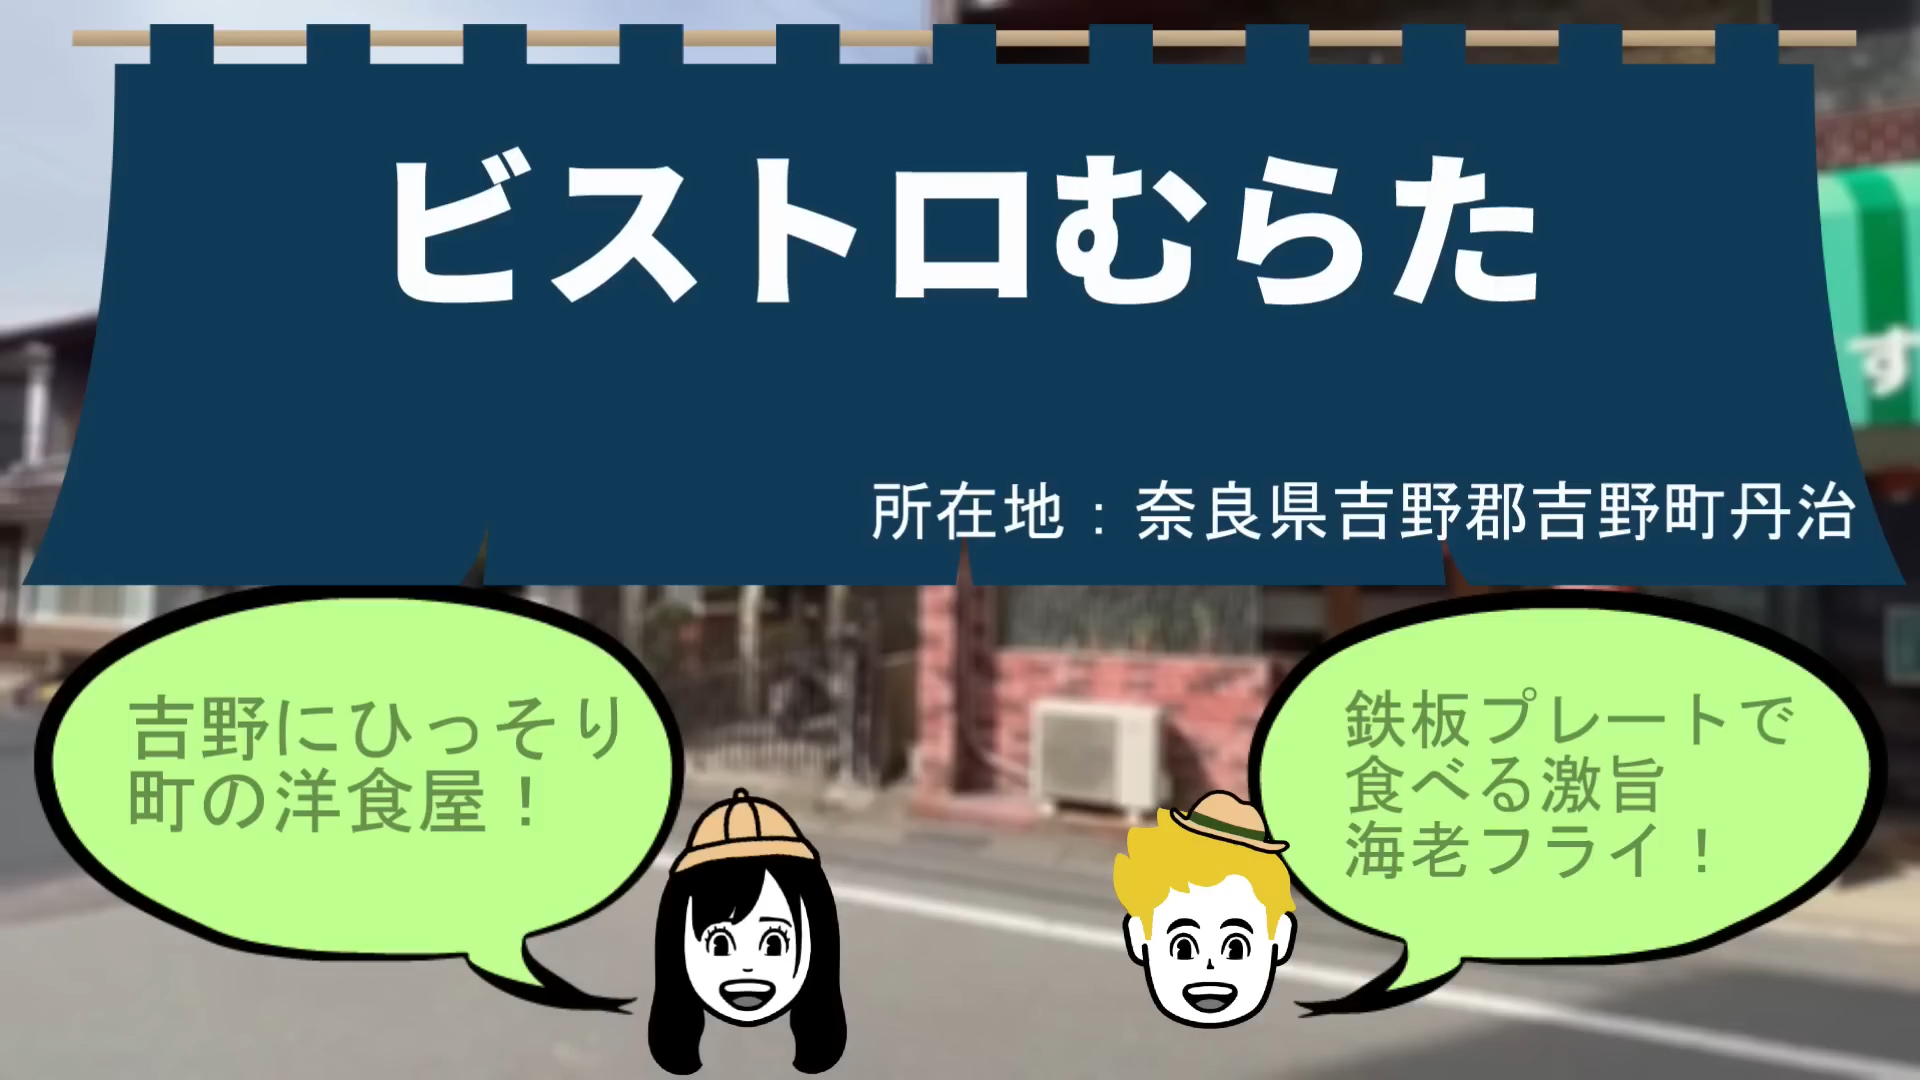 ビストロむらた
所在地：奈良県吉野郡吉野町丹治
吉野にひっそり
町の洋食屋！
鉄板プレートで
食べる激旨
海老フライ！
す